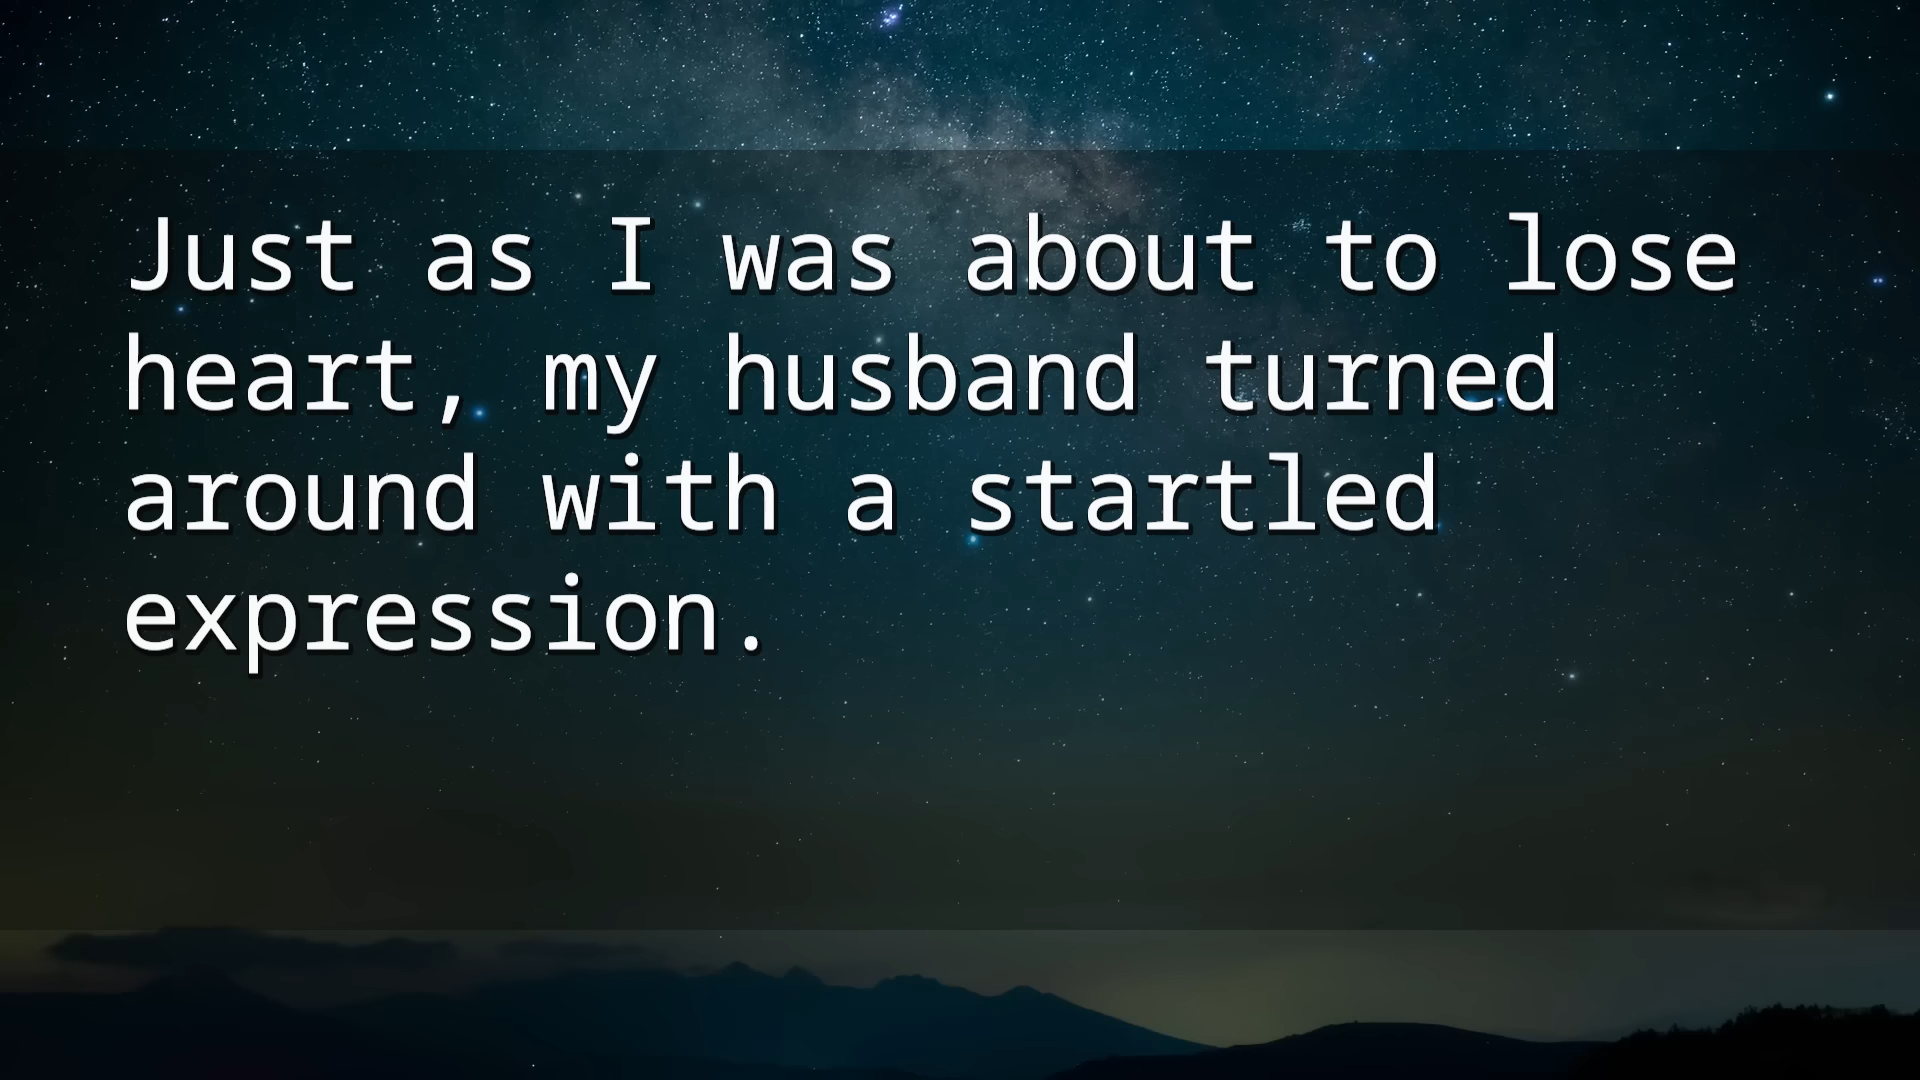 Just as I was about to lose
heart, my husband turned
around with a startled
expression.